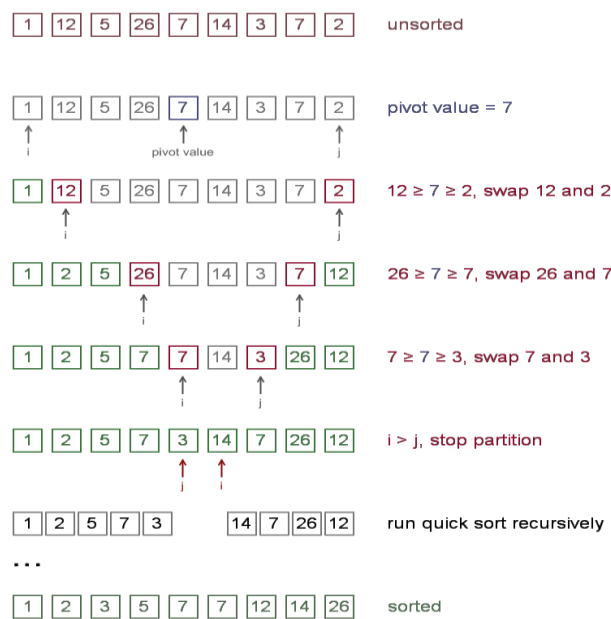 1 12 5 26 7 14 3 7 2 unsorted
1 12 5 26 7 14 3 7 2 pivot value = 7
i pivot value j
1 12 5 26 7 14 3 7 2 12 ≥ 7 ≥ 2, swap 12 and 2
i j
1 2 5 26 7 14 3 7 12 26 ≥ 7 ≥ 7, swap 26 and 7
i j
1 2 5 7 7 14 3 26 12 7 ≥ 7 ≥ 3, swap 7 and 3
i j
1 2 5 7 3 14 7 26 12 i > j, stop partition
j i
1 2 5 7 3 14 7 26 12 run quick sort recursively
...
1 2 3 5 7 7 12 14 26 sorted